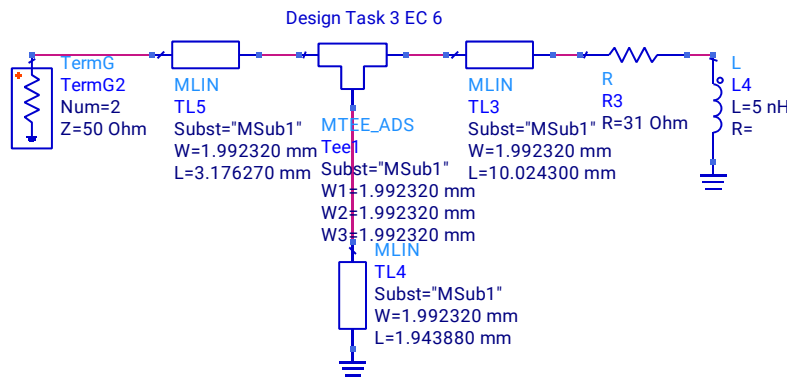 Design Task 3 EC 6
TermG
TermG2
Num=2
Z=50 Ohm
MLIN
TL5
Subst="MSub1"
W=1.992320 mm
L=3.176270 mm
MTEE_ADS
Tee1
Subst="MSub1"
W1=1.992320 mm
W2=1.992320 mm
W3=1.992320 mm
MLIN
TL3
Subst="MSub1"
W=1.992320 mm
L=10.024300 mm
R
R3
R=31 Ohm
L
L4
L=5 nH
R=
MLIN
TL4
Subst="MSub1"
W=1.992320 mm
L=1.943880 mm